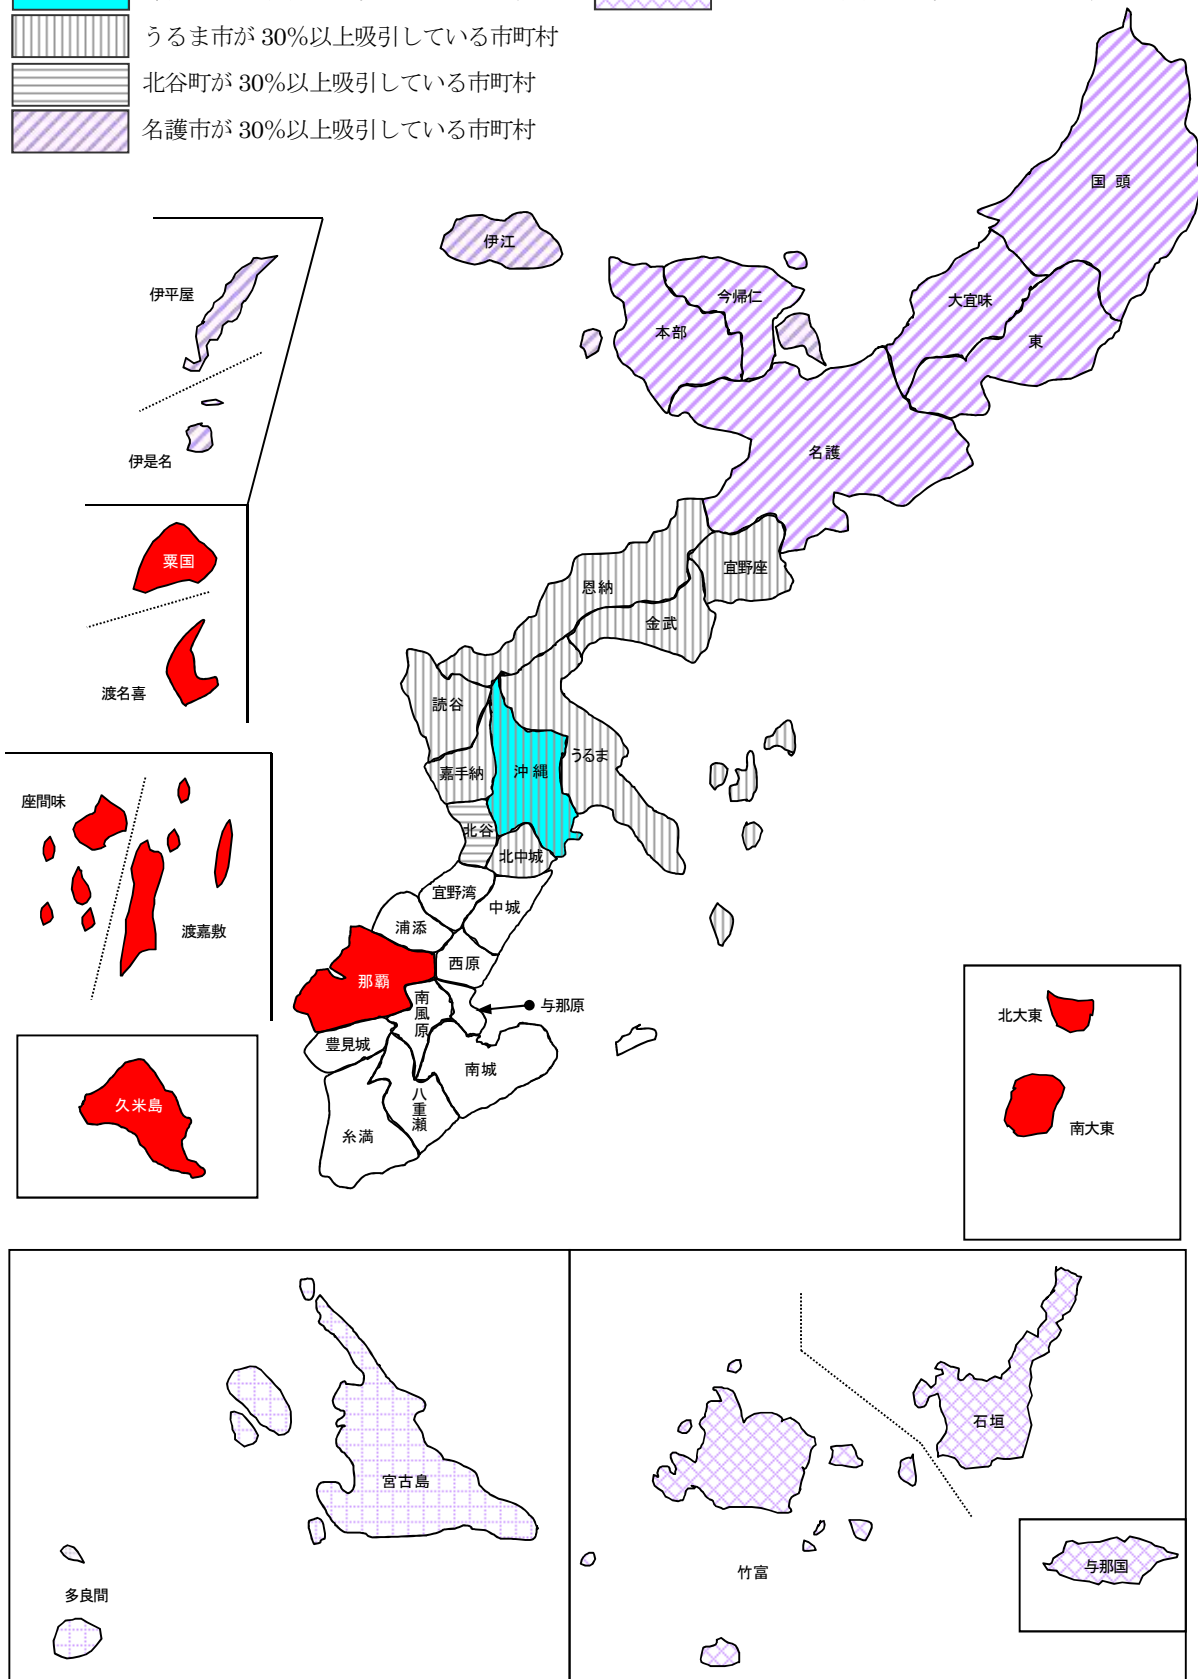 うるま市が 30%以上吸引している市町村
北谷町が 30%以上吸引している市町村
名護市が 30%以上吸引している市町村
国頭
伊江
伊平屋
今帰仁
大宜味
本部
東
名護
伊是名
粟国
宜野座
恩納
金武
渡名喜
読谷
うるま
沖縄
嘉手納
座間味
北谷
北中城
宜野湾
中城
浦添
渡嘉敷
西原
那覇
南風原
与那原
北大東
豊見城
南城
久米島
八重瀬
南大東
糸満
石垣
宮古島
与那国
竹富
多良間